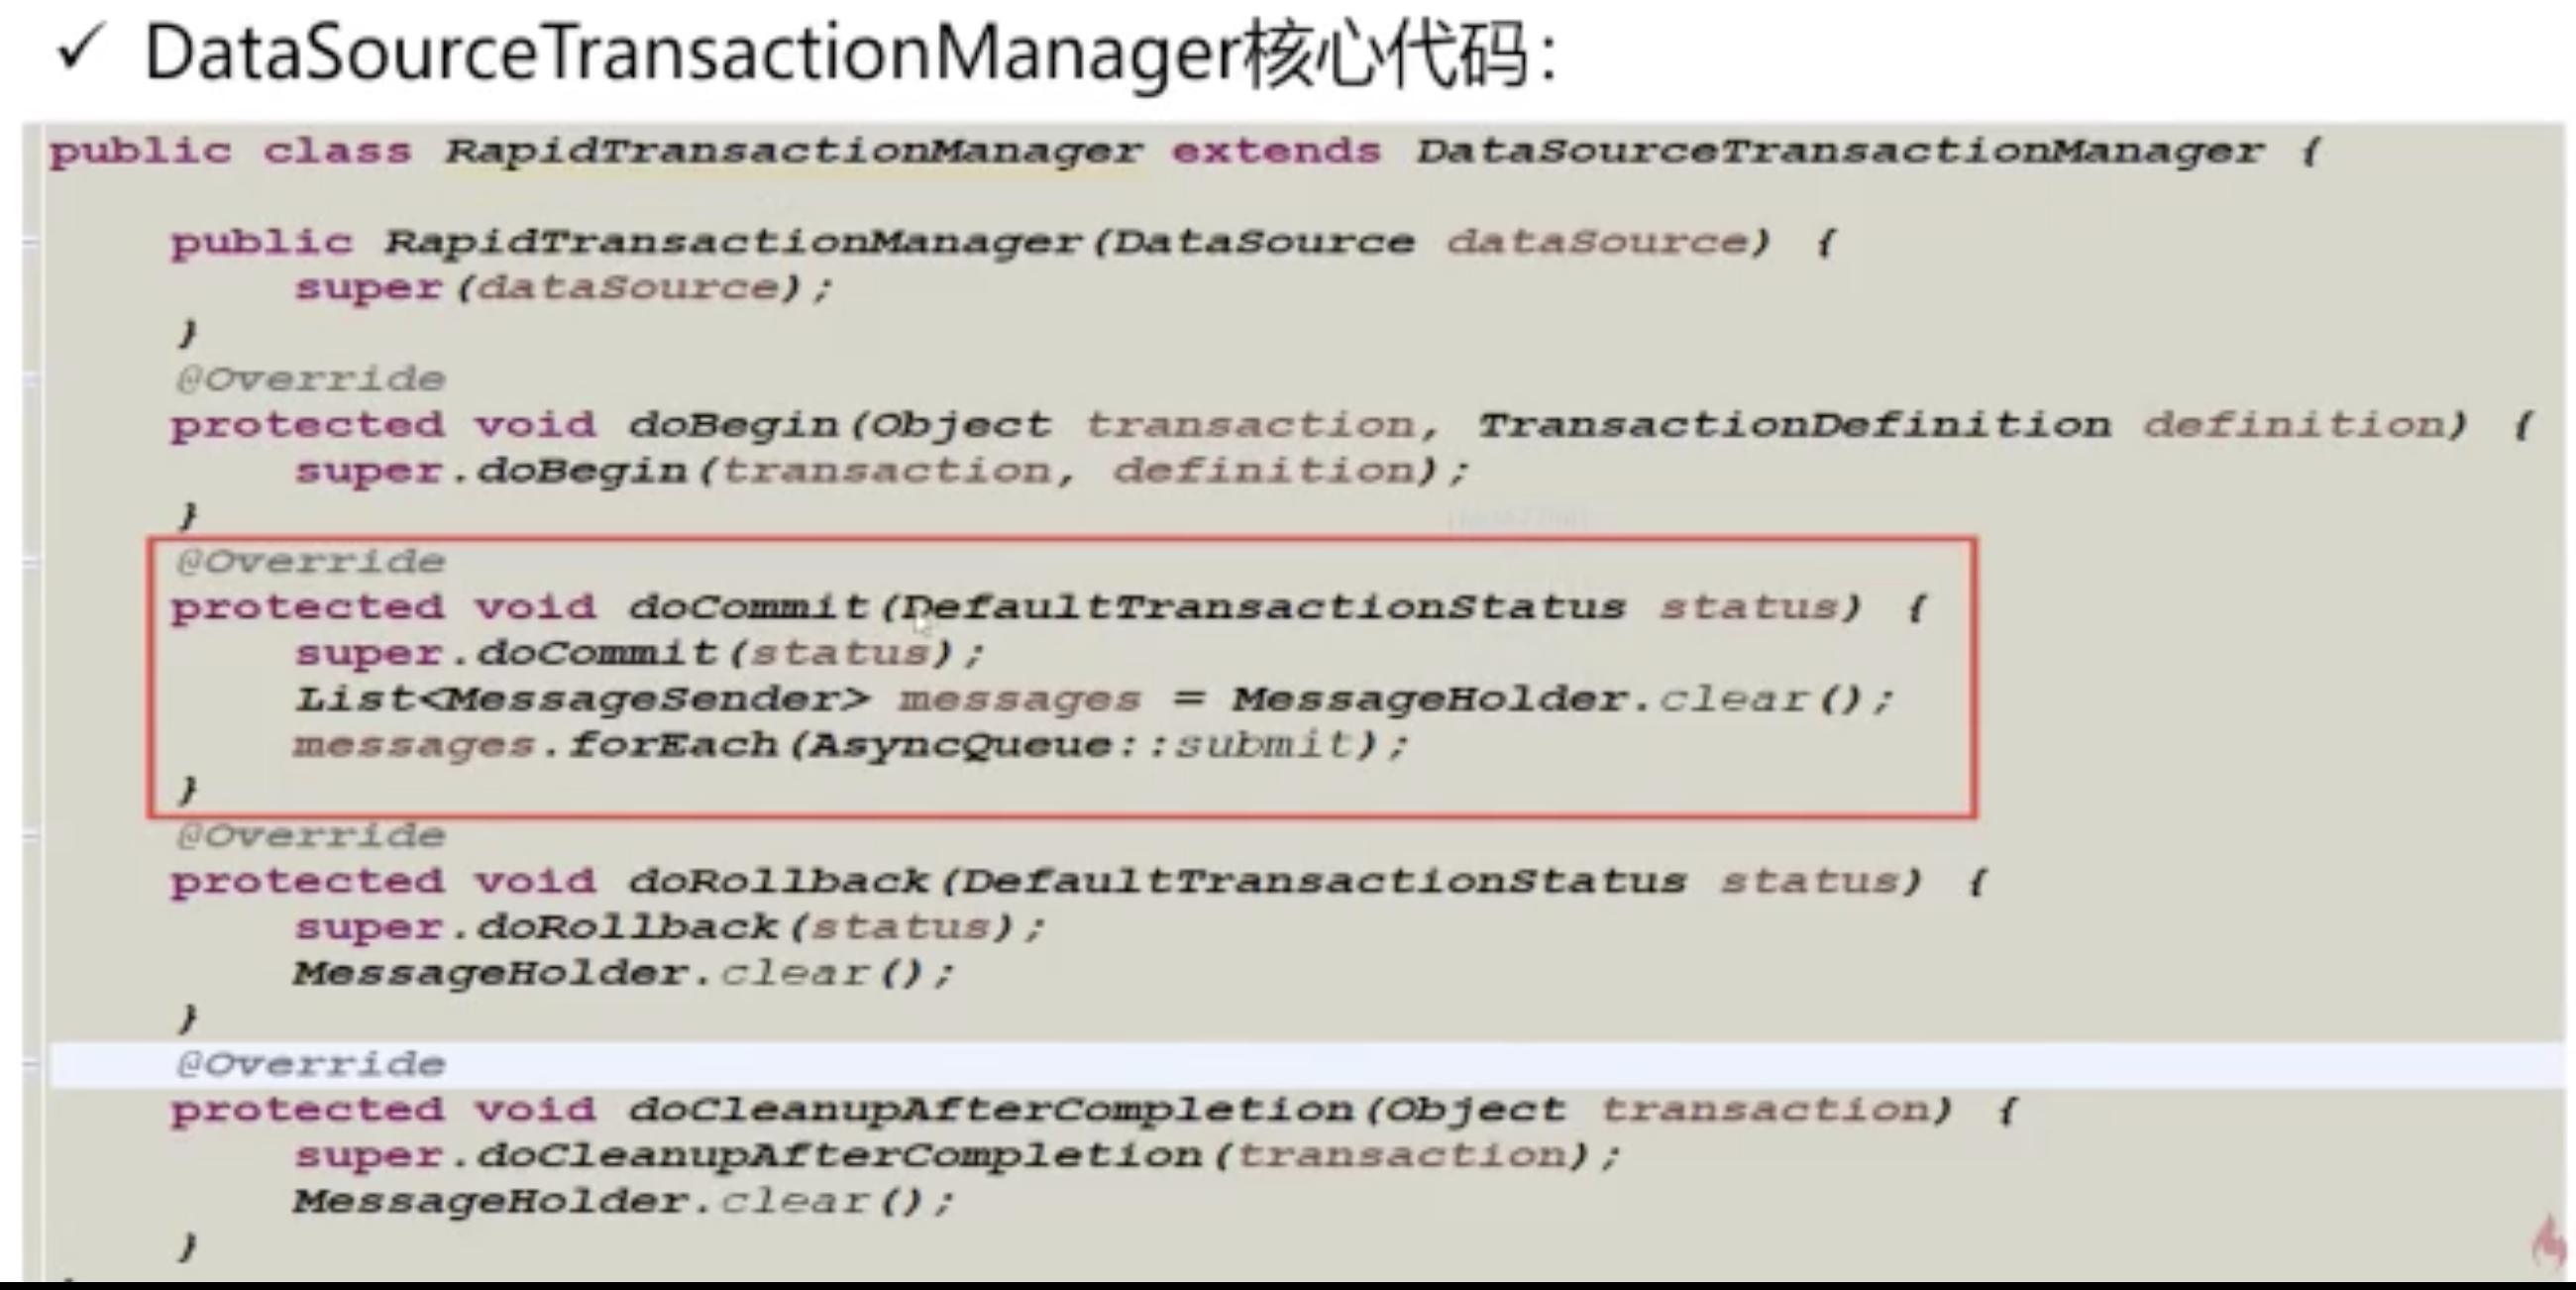 ✓ DataSourceTransactionManager核心代码：
public class RapidTransactionManager extends DataSourceTransactionManager {
public RapidTransactionManager(DataSource dataSource) {
super(dataSource);
}
@Override
protected void doBegin(Object transaction, TransactionDefinition definition) {
super.doBegin(transaction, definition);
}
@Override
protected void doCommit(DefaultTransactionStatus status) {
super.doCommit(status);
List<MessageSender> messages = MessageHolder.clear();
messages.forEach(AsyncQueue::submit);
}
@Override
protected void doRollback(DefaultTransactionStatus status) {
super.doRollback(status);
MessageHolder.clear();
}
@Override
protected void doCleanupAfterCompletion(Object transaction) {
super.doCleanupAfterCompletion(transaction);
MessageHolder.clear();
}